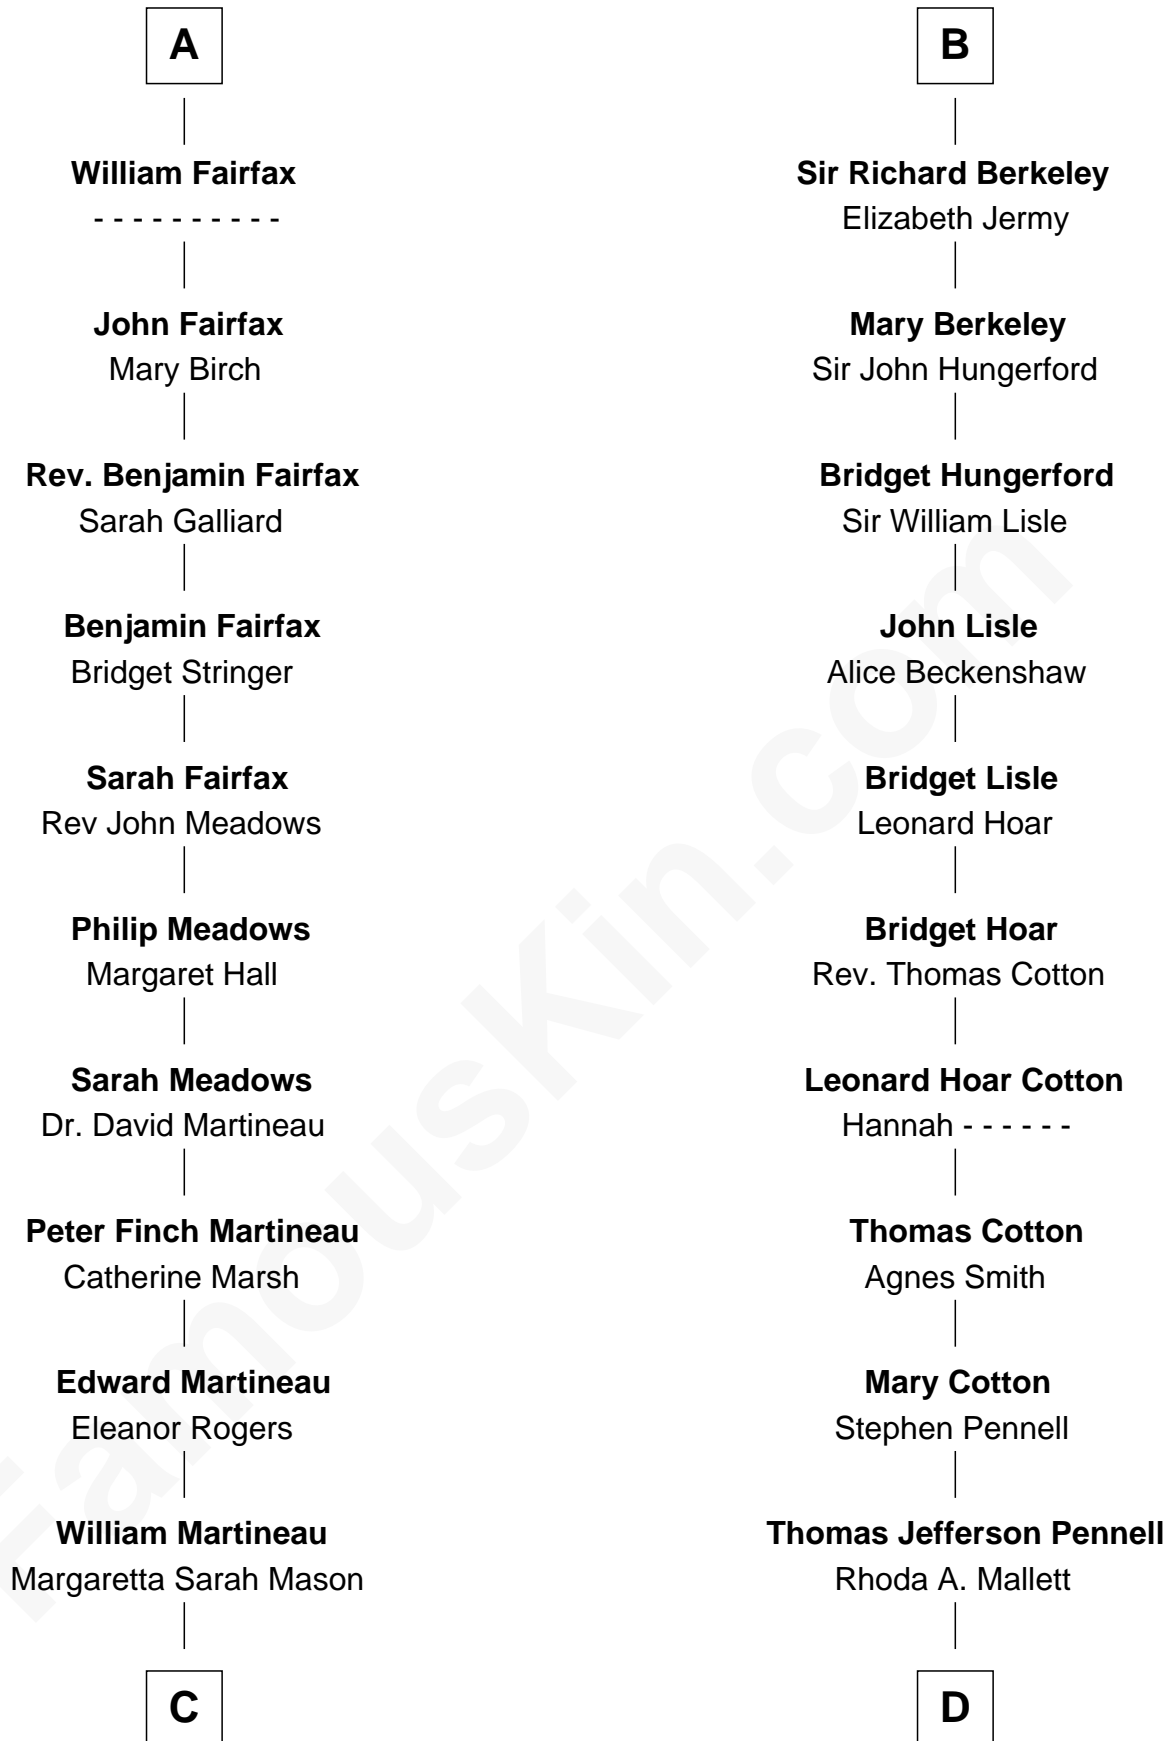 A
William Fairfax
- - - - - - - - - -
John Fairfax
Mary Birch
Rev. Benjamin Fairfax
Sarah Galliard
Benjamin Fairfax
Bridget Stringer
Sarah Fairfax
Rev John Meadows
Philip Meadows
Margaret Hall
Sarah Meadows
Dr. David Martineau
Peter Finch Martineau
Catherine Marsh
Edward Martineau
Eleanor Rogers
William Martineau
Margaretta Sarah Mason
C
B
Sir Richard Berkeley
Elizabeth Jermy
Mary Berkeley
Sir John Hungerford
Bridget Hungerford
Sir William Lisle
John Lisle
Alice Beckenshaw
Bridget Lisle
Leonard Hoar
Bridget Hoar
Rev. Thomas Cotton
Leonard Hoar Cotton
Hannah - - - - - -
Thomas Cotton
Agnes Smith
Mary Cotton
Stephen Pennell
Thomas Jefferson Pennell
Rhoda A. Mallett
D
FamousKin.com